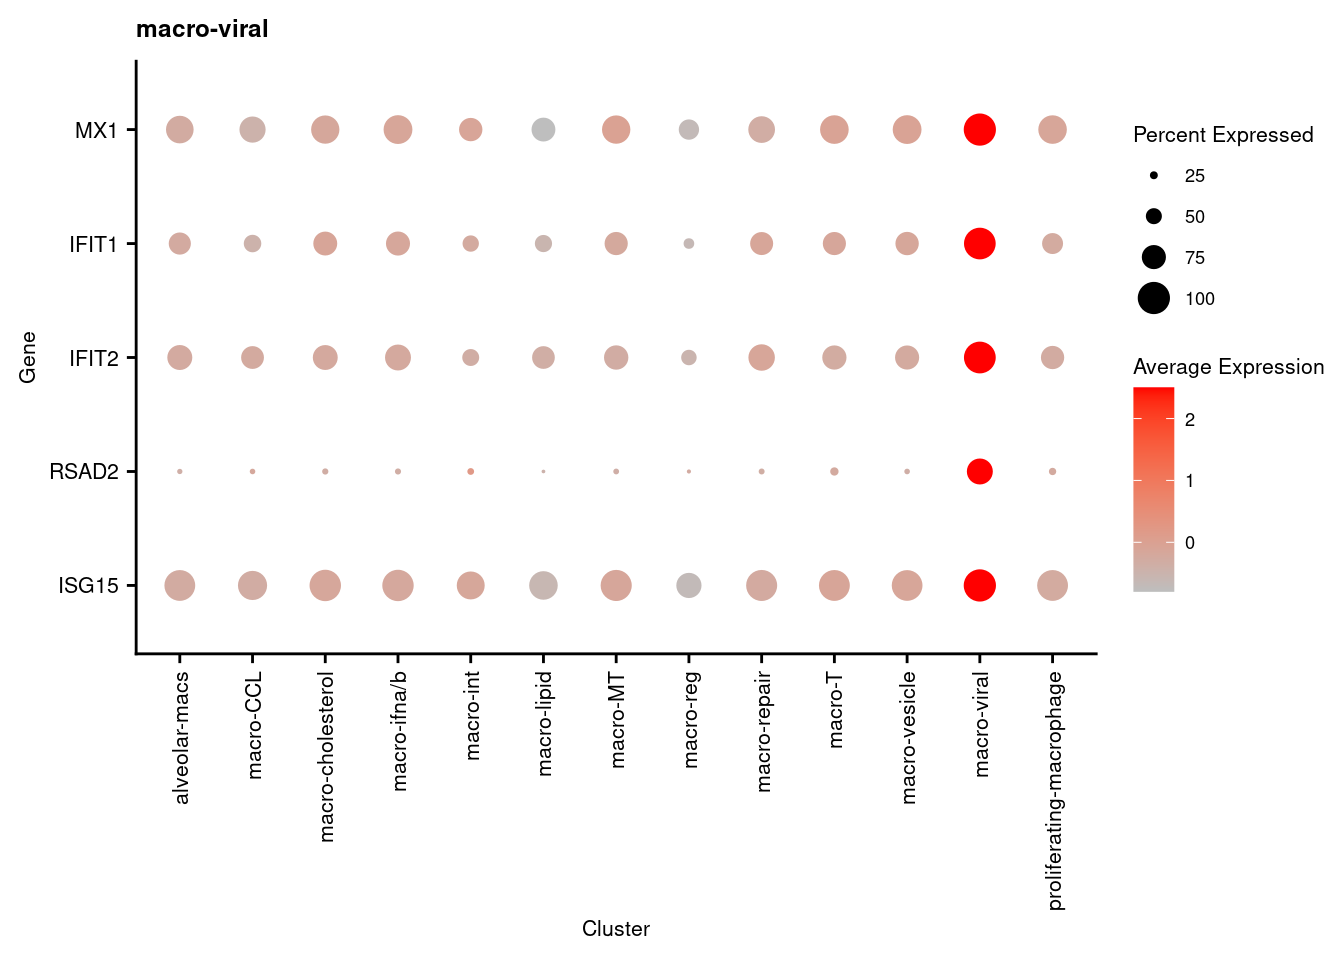 macro-viral
MX1
IFIT1
IFIT2
RSAD2
ISG15
Gene
alveolar-macs
macro-CCL
macro-cholesterol
macro-ifna/b
macro-int
macro-lipid
macro-MT
macro-reg
macro-repair
macro-T
macro-vesicle
macro-viral
proliferating-macrophage
Cluster
Percent Expressed
25
50
75
100
Average Expression
2
1
0